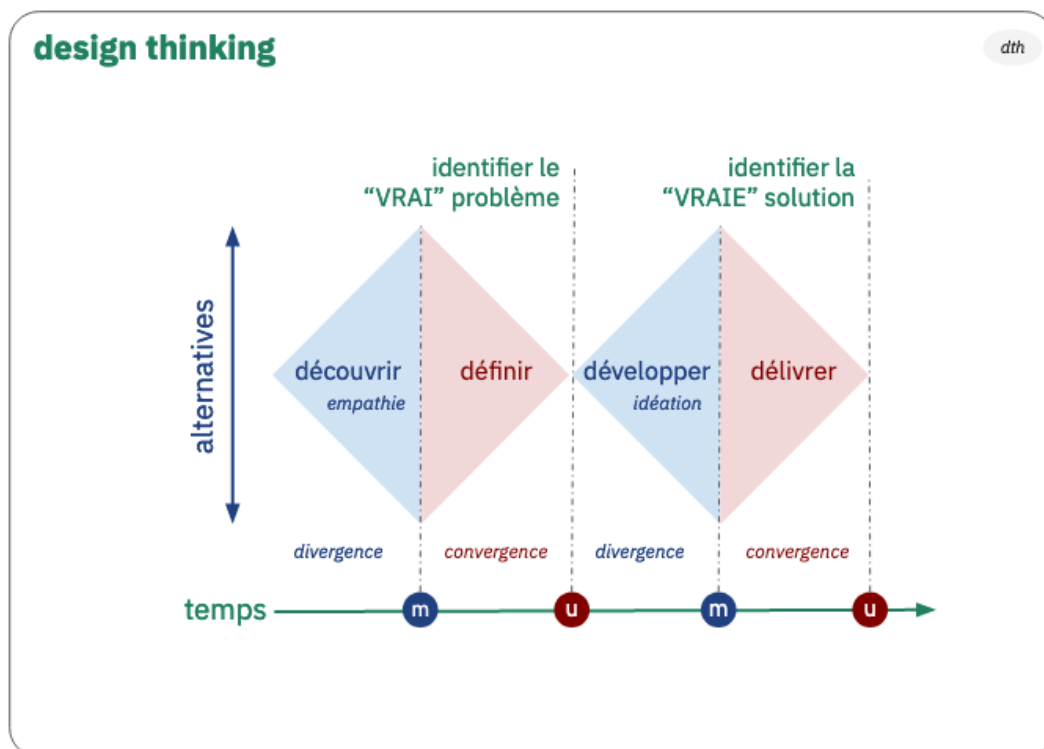 design thinking
dth
identifier le
“VRAI” problème
identifier la
“VRAIE” solution
alternatives
découvrir
empathie
définir
développer
idéation
délivrer
divergence
convergence
divergence
convergence
temps
m
u
m
u